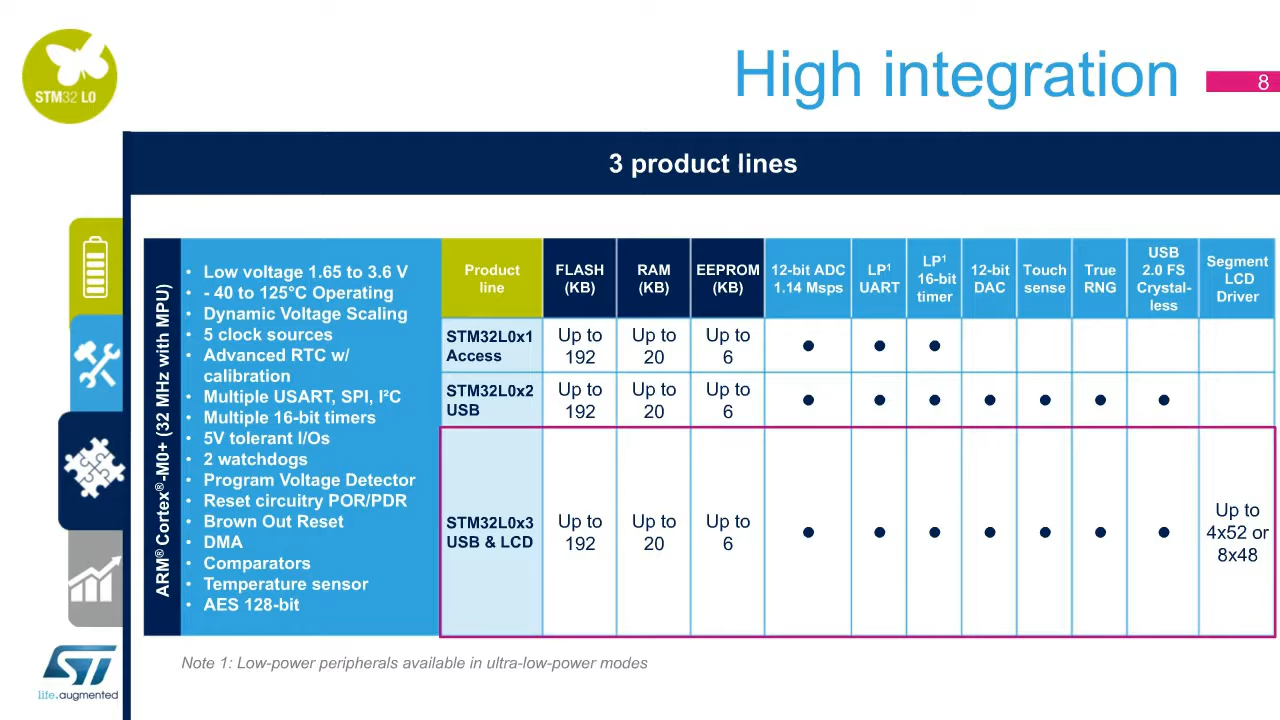 High integration
8
STM32 L0
3 product lines
ARM® Cortex®-M0+ (32 MHz with MPU)
• Low voltage 1.65 to 3.6 V
• - 40 to 125°C Operating
• Dynamic Voltage Scaling
• 5 clock sources
• Advanced RTC w/
calibration
• Multiple USART, SPI, I²C
• Multiple 16-bit timers
• 5V tolerant I/Os
• 2 watchdogs
• Program Voltage Detector
• Reset circuitry POR/PDR
• Brown Out Reset
• DMA
• Comparators
• Temperature sensor
• AES 128-bit
Product
line
FLASH
(KB)
RAM
(KB)
EEPROM
(KB)
12-bit ADC
1.14 Msps
LP¹
UART
LP¹
16-bit
timer
12-bit
DAC
Touch
sense
True
RNG
USB
2.0 FS
Crystal-
less
Segment
LCD
Driver
STM32L0x1
Access
Up to
192
Up to
20
Up to
6
● ● ●
STM32L0x2
USB
Up to
192
Up to
20
Up to
6
● ● ● ● ● ● ●
STM32L0x3
USB & LCD
Up to
192
Up to
20
Up to
6
● ● ● ● ● ● ●
Up to
4x52 or
8x48
Note 1: Low-power peripherals available in ultra-low-power modes
ST
life.augmented